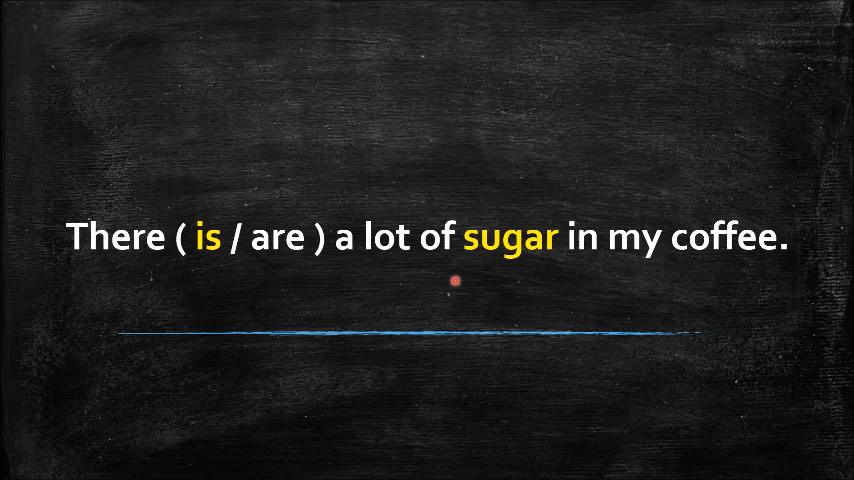 There ( is / are ) a lot of sugar in my coffee.